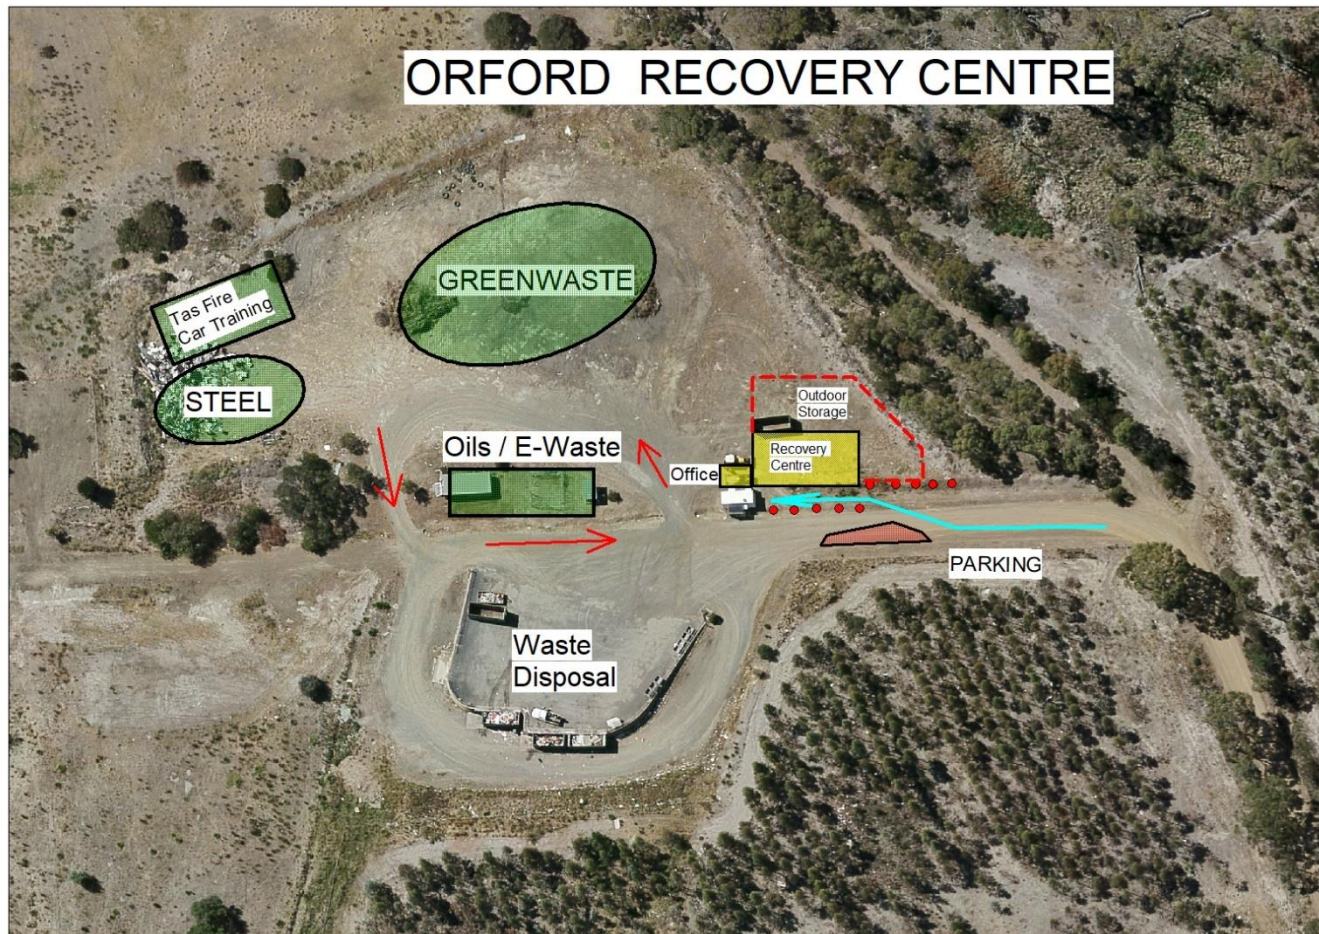 ORFORD RECOVERY CENTRE
GREENWASTE
Tas Fire
Car Training
STEEL
Outdoor
Storage
Oils / E-Waste
Recovery
Centre
Office
PARKING
Waste
Disposal